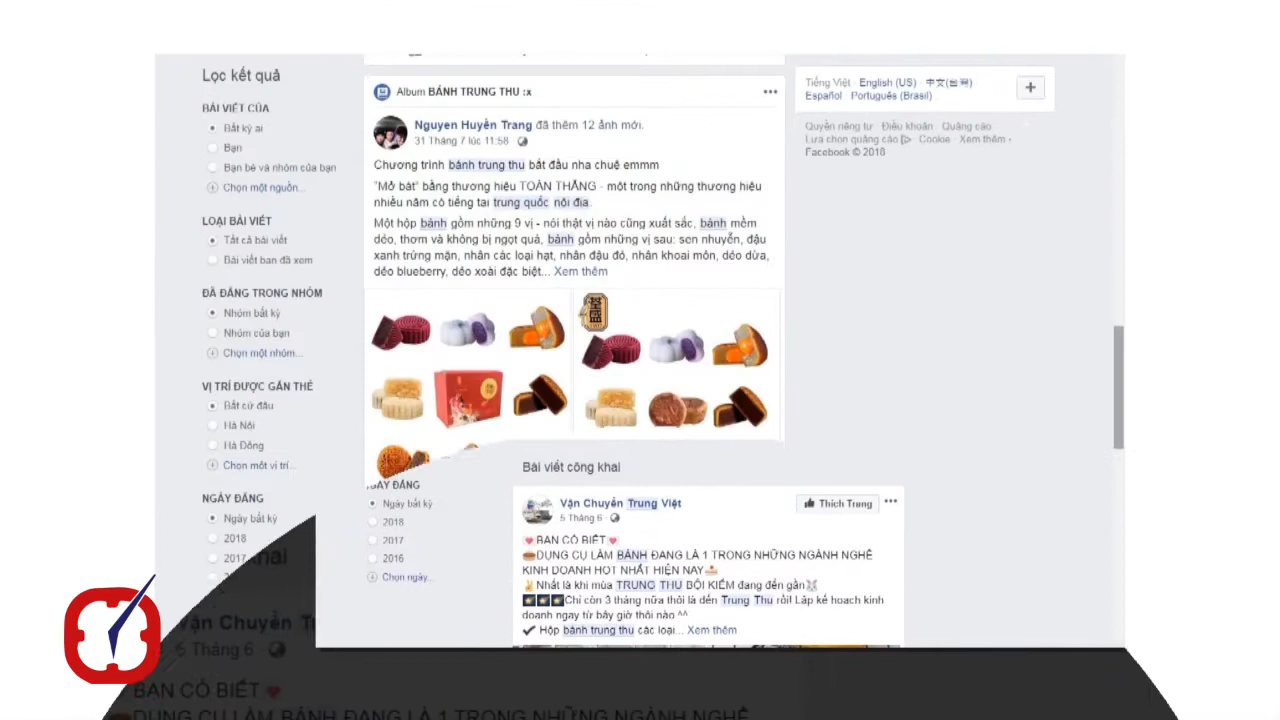 Lọc kết quả
BÀI VIẾT CỦA
Bất kỳ ai
Bạn
Bạn bè và nhóm của bạn
Chọn một nguồn...
LOẠI BÀI VIẾT
Tất cả bài viết
Bài viết bạn đã xem
ĐÃ ĐĂNG TRONG NHÓM
Nhóm bất kỳ
Nhóm của bạn
Chọn một nhóm...
VỊ TRÍ ĐƯỢC GẮN THẺ
Bất cứ đâu
Hà Nội
Hà Đông
Chọn một vị trí...
NGÀY ĐĂNG
Ngày bất kỳ
2018
2017
Album BÁNH TRUNG THU :x
Nguyen Huyền Trang đã thêm 12 ảnh mới.
31 Tháng 7 lúc 11:58
Chương trình bánh trung thu bắt đầu nha chuệ emmm
"Mở bát" bằng thương hiệu TOÀN THẮNG - một trong những thương hiệu
nhiều năm có tiếng tại trung quốc nội địa.
Một hộp bánh gồm những 9 vị - nói thật vị nào cũng xuất sắc, bánh mềm
dẻo, thơm và không bị ngọt quá, bánh gồm những vị sau: sen nhuyễn, đậu
xanh trứng mặn, nhân các loại hạt, nhân đậu đỏ, nhân khoai môn, dẻo dừa,
dẻo blueberry, dẻo xoài đặc biệt... Xem thêm
Tiếng Việt · English (US) · 中文(台灣)
Español · Português (Brasil)
+
Quyền riêng tư · Điều khoản · Quảng cáo
Lựa chọn quảng cáo · Cookie · Xem thêm
Facebook © 2018
NGÀY ĐĂNG
Ngày bất kỳ
2018
2017
2016
Chọn ngày...
Bài viết công khai
Vận Chuyển Trung Việt
5 Tháng 6 ·
Thích Trang
💗BẠN CÓ BIẾT💗
DỤNG CỤ LÀM BÁNH ĐANG LÀ 1 TRONG NHỮNG NGÀNH NGHỀ
KINH DOANH HOT NHẤT HIỆN NAY
Nhất là khi mùa TRUNG THU BỘI KIẾM đang đến gần
Chỉ còn 3 tháng nữa thôi là đến Trung Thu rồi! Lập kế hoạch kinh
doanh ngay từ bây giờ thôi nào ^^
✔ Hộp bánh trung thu các loại... Xem thêm
Vận Chuyển
5 Tháng 6 ·
BẠN CÓ BIẾT
DỤNG CỤ LÀM BÁNH ĐANG LÀ 1 TRONG NHỮNG NGÀNH NGHỀ